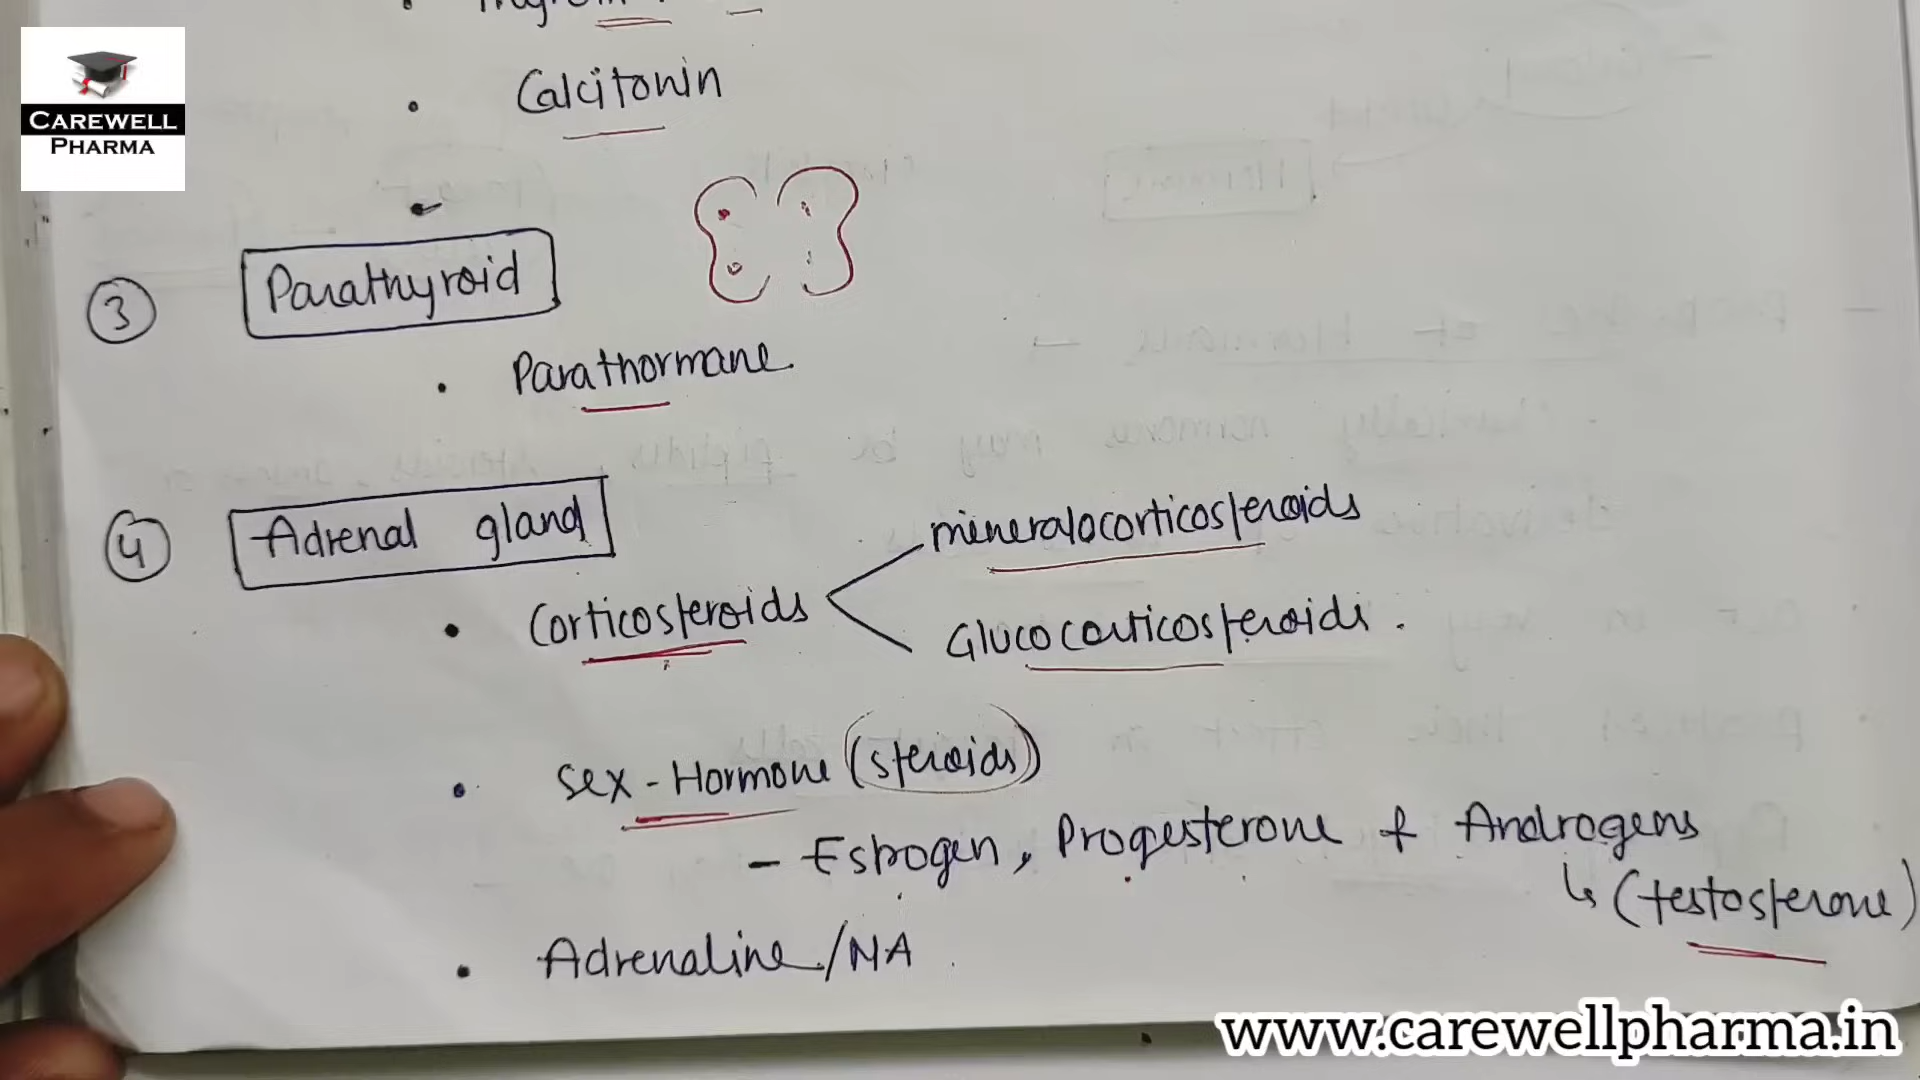 CAREWELL
PHARMA
• Calcitonin
3 Parathyroid
• Parathormane.
4 Adrenal gland
• Corticosteroids
mineralocorticosteroids
Glucocorticosteroids.
• Sex-Hormone (steroids)
- Estrogen, Progesterone & Androgens
↳ (testosterone)
• Adrenaline/NA
www.carewellpharma.in